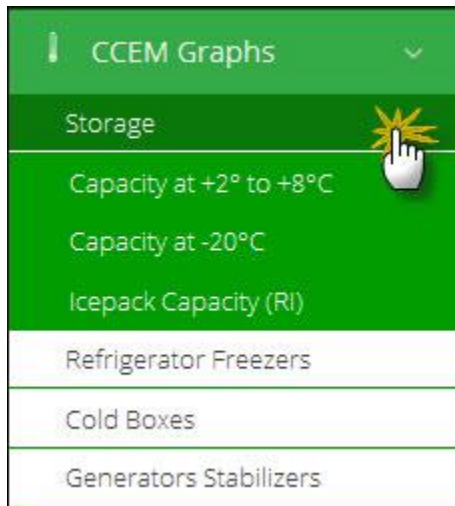 CCEM Graphs
Storage
Capacity at +2° to +8°C
Capacity at -20°C
Icepack Capacity (RI)
Refrigerator Freezers
Cold Boxes
Generators Stabilizers